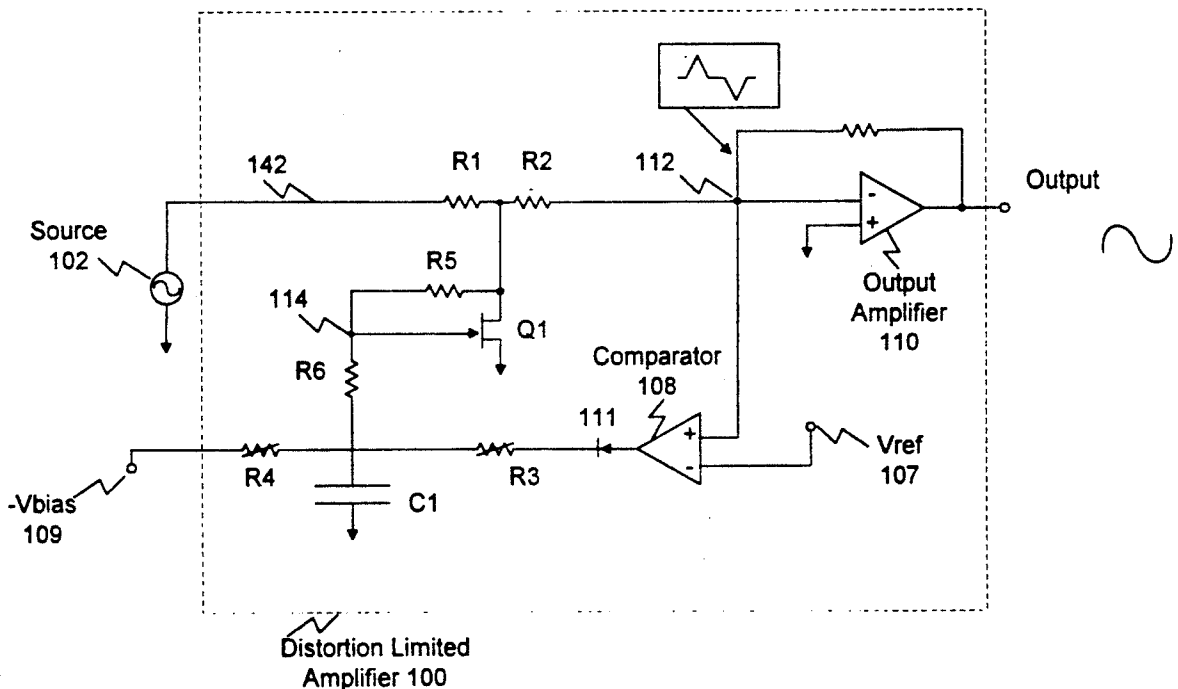 142
R1
R2
112
Output
Source
102
R5
-
+
Output
Amplifier
110
114
Q1
R6
Comparator
108
111
+
-
Vref
107
R4
R3
-Vbias
109
C1
Distortion Limited
Amplifier 100